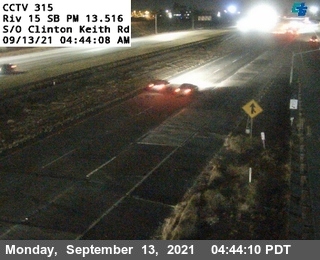 CCTV 315
Riv 15 SB PM 13.516
S/O Clinton Keith Rd
09/13/21 04:44:08 AM
Monday, September 13, 2021 04:44:10 PDT